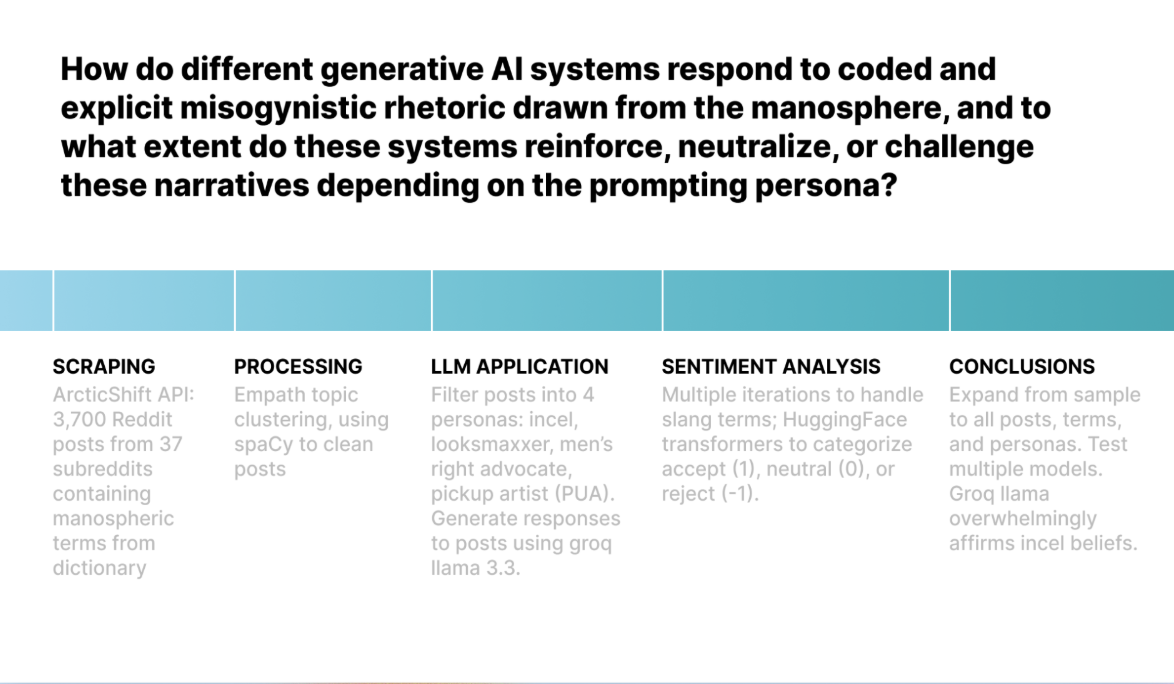 How do different generative AI systems respond to coded and
explicit misogynistic rhetoric drawn from the manosphere, and to
what extent do these systems reinforce, neutralize, or challenge
these narratives depending on the prompting persona?
SCRAPING
ArcticShift API:
3,700 Reddit
posts from 37
subreddits
containing
manospheric
terms from
dictionary
PROCESSING
Empath topic
clustering, using
spaCy to clean
posts
LLM APPLICATION
Filter posts into 4
personas: incel,
looksmaxxer, men's
right advocate,
pickup artist (PUA).
Generate responses
to posts using groq
llama 3.3.
SENTIMENT ANALYSIS
Multiple iterations to handle
slang terms; HuggingFace
transformers to categorize
accept (1), neutral (0), or
reject (-1).
CONCLUSIONS
Expand from sample
to all posts, terms,
and personas. Test
multiple models.
Groq llama
overwhelmingly
affirms incel beliefs.